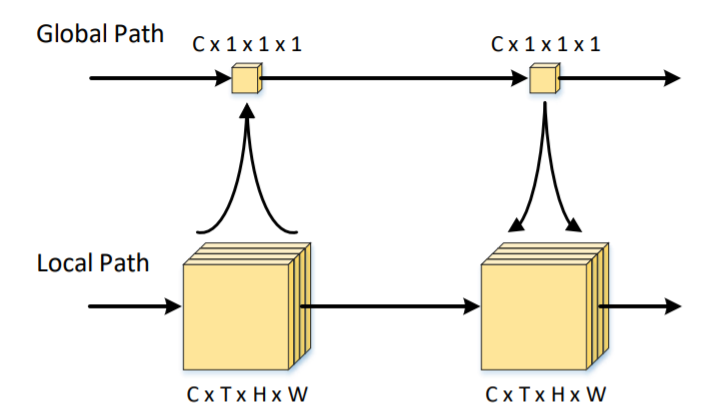 Global Path
C x 1 x 1 x 1
C x 1 x 1 x 1
Local Path
C x T x H x W
C x T x H x W